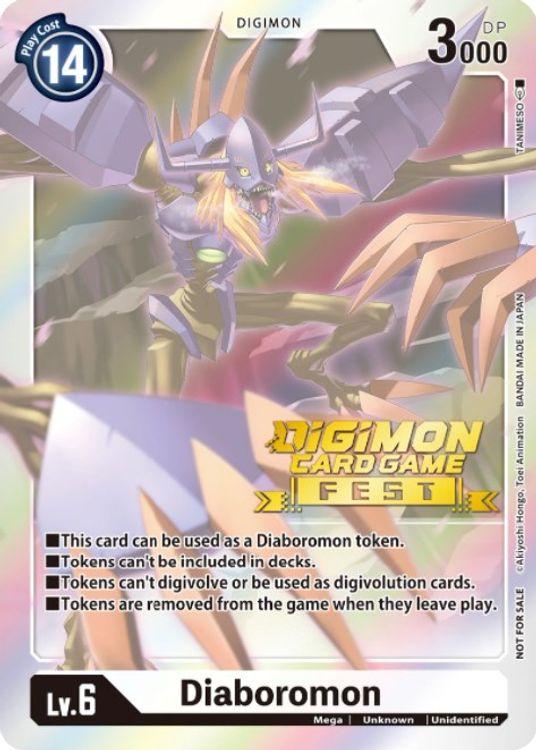 Play Cost
14
DIGIMON
3000
DP
TANIMESO
DIGIMON
CARD GAME
FEST
■This card can be used as a Diaboromon token.
■Tokens can't be included in decks.
■Tokens can't digivolve or be used as digivolution cards.
■Tokens are removed from the game when they leave play.
NOT FOR SALE ©Akiyoshi Hongo, Toei Animation BANDAI MADE IN JAPAN
Lv.6
Diaboromon
Mega | Unknown | Unidentified